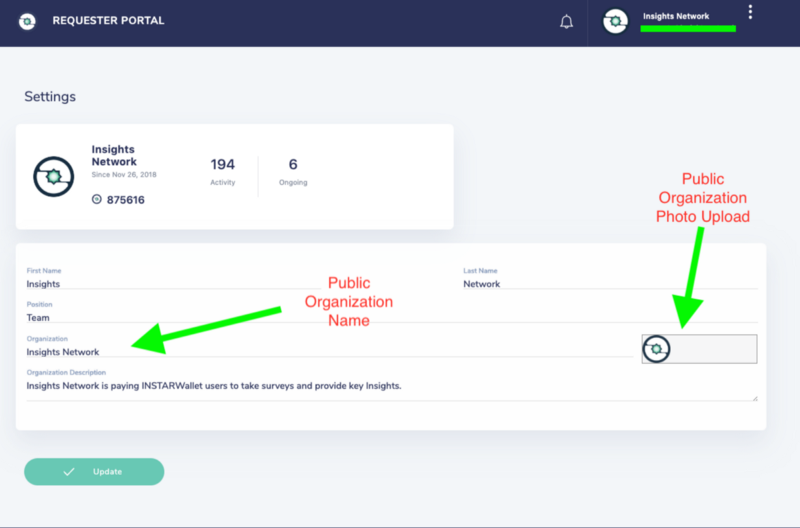 REQUESTER PORTAL
Insights Network
Settings
Insights
Network
Since Nov 26, 2018
875616
194
Activity
6
Ongoing
Public
Organization
Photo Upload
First Name
Insights
Last Name
Network
Public
Organization
Name
Position
Team
Organization
Insights Network
Organization Description
Insights Network is paying INSTARWallet users to take surveys and provide key Insights.
Update